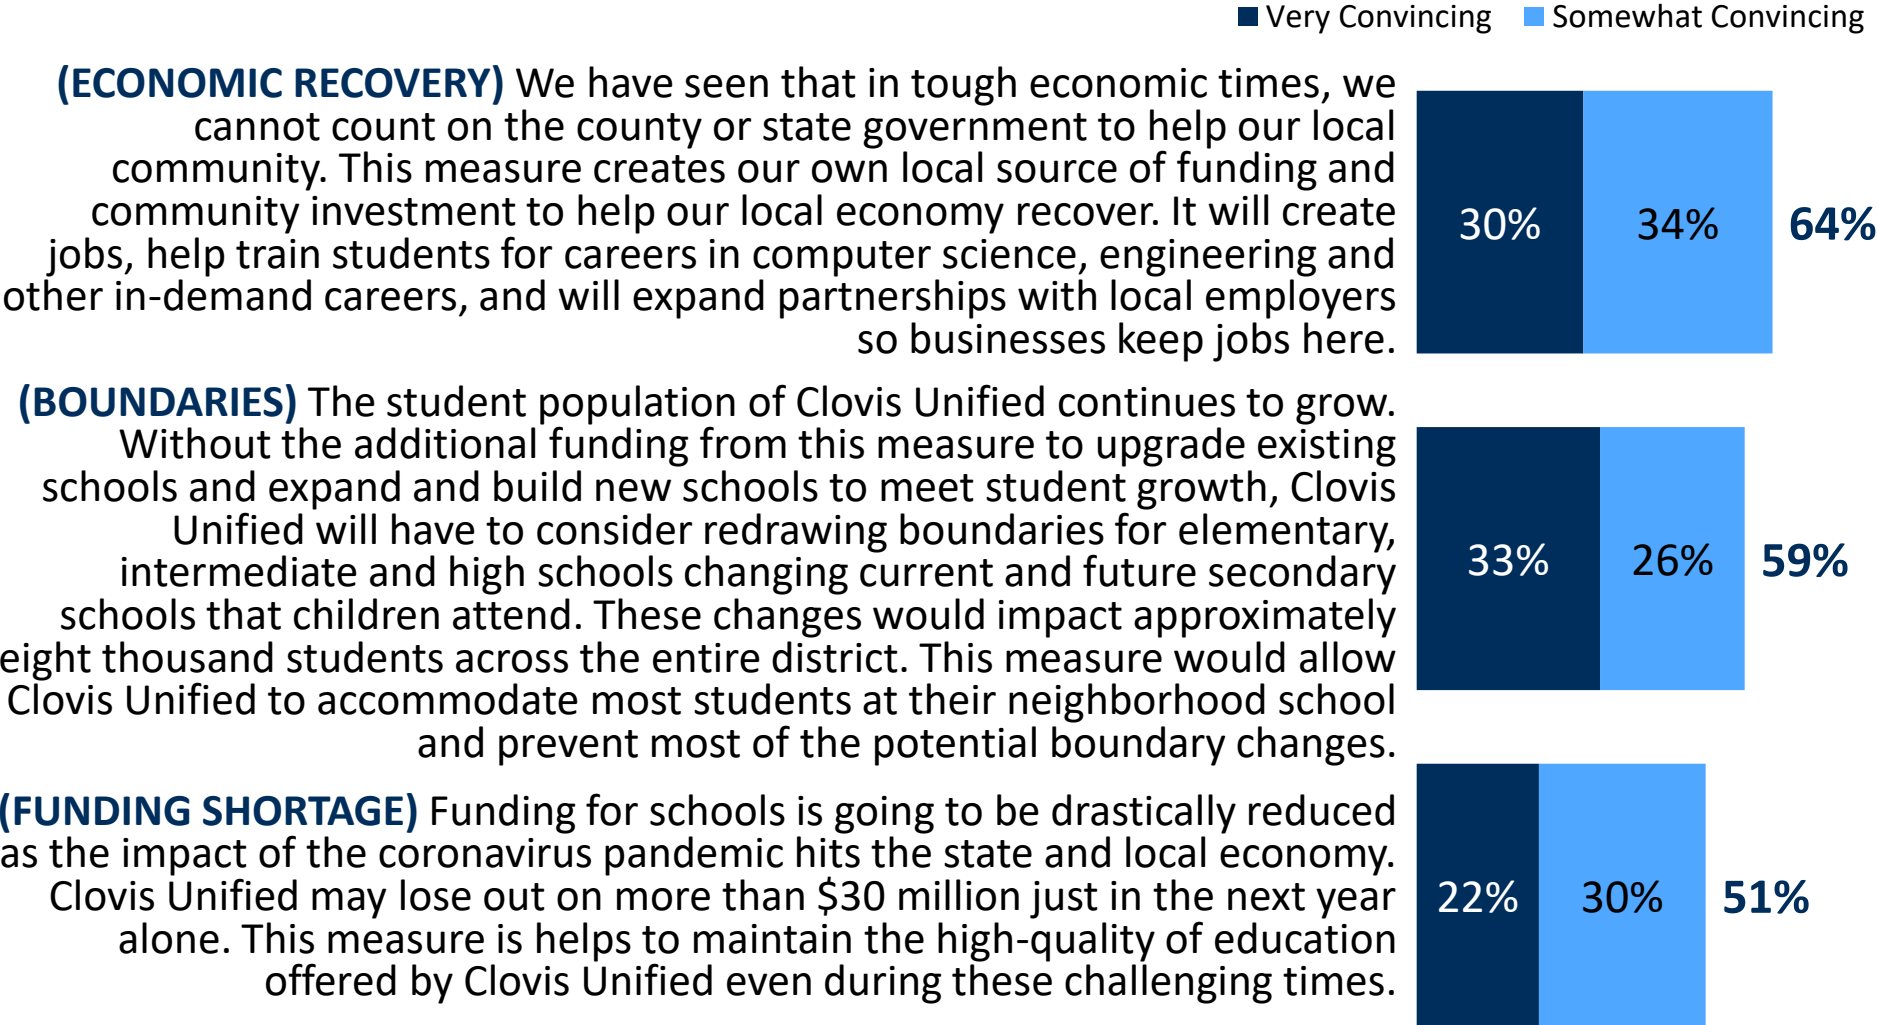 Very Convincing Somewhat Convincing
(ECONOMIC RECOVERY) We have seen that in tough economic times, we
cannot count on the county or state government to help our local
community. This measure creates our own local source of funding and
community investment to help our local economy recover. It will create
jobs, help train students for careers in computer science, engineering and
other in-demand careers, and will expand partnerships with local employers
so businesses keep jobs here.
30% 34% 64%
(BOUNDARIES) The student population of Clovis Unified continues to grow.
Without the additional funding from this measure to upgrade existing
schools and expand and build new schools to meet student growth, Clovis
Unified will have to consider redrawing boundaries for elementary,
intermediate and high schools changing current and future secondary
schools that children attend. These changes would impact approximately
eight thousand students across the entire district. This measure would allow
Clovis Unified to accommodate most students at their neighborhood school
and prevent most of the potential boundary changes.
33% 26% 59%
(FUNDING SHORTAGE) Funding for schools is going to be drastically reduced
as the impact of the coronavirus pandemic hits the state and local economy.
Clovis Unified may lose out on more than $30 million just in the next year
alone. This measure is helps to maintain the high-quality of education
offered by Clovis Unified even during these challenging times.
22% 30% 51%